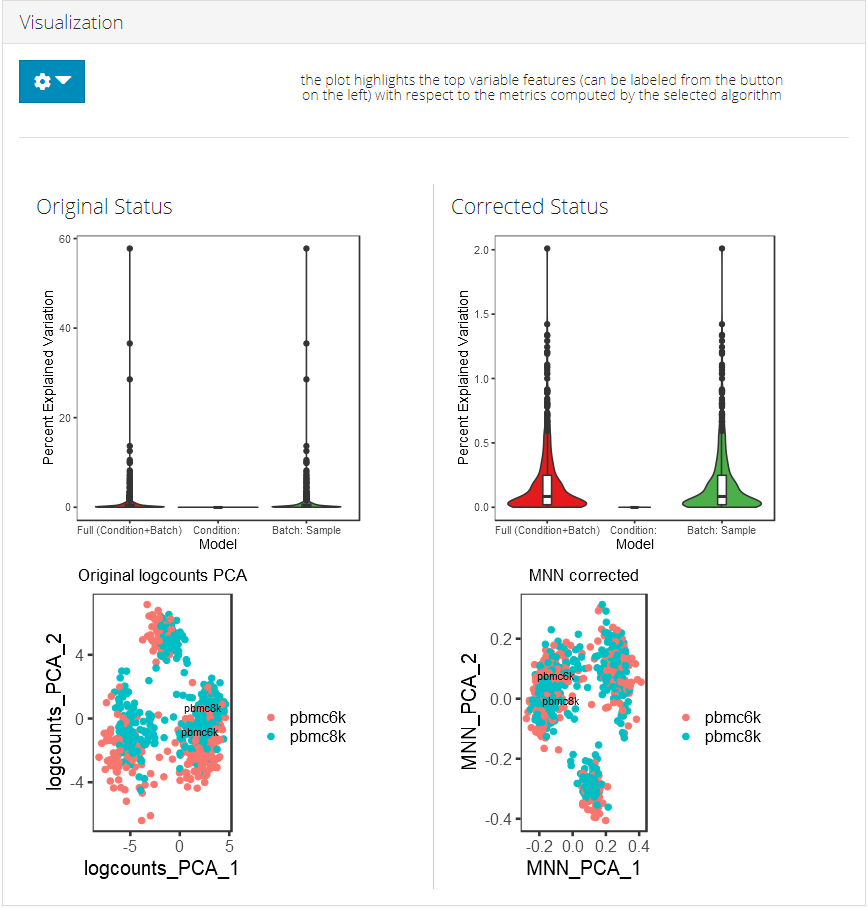 Visualization
the plot highlights the top variable features (can be labeled from the button
on the left) with respect to the metrics computed by the selected algorithm
Original Status
60
40
20
0
Percent Explained Variation
Full (Condition+Batch)
Condition:
Batch: Sample
Model
Original logcounts PCA
4
0
-4
logcounts_PCA_2
pbmc8k
pbmc6k
-5
0
5
logcounts_PCA_1
pbmc6k
pbmc8k
Corrected Status
2.0
1.5
1.0
0.5
0.0
Percent Explained Variation
Full (Condition+Batch)
Condition:
Batch: Sample
Model
MNN corrected
0.2
0.0
-0.2
-0.4
MNN_PCA_2
pbmc6k
pbmc8k
-0.2
0.0
0.2
0.4
MNN_PCA_1
pbmc6k
pbmc8k